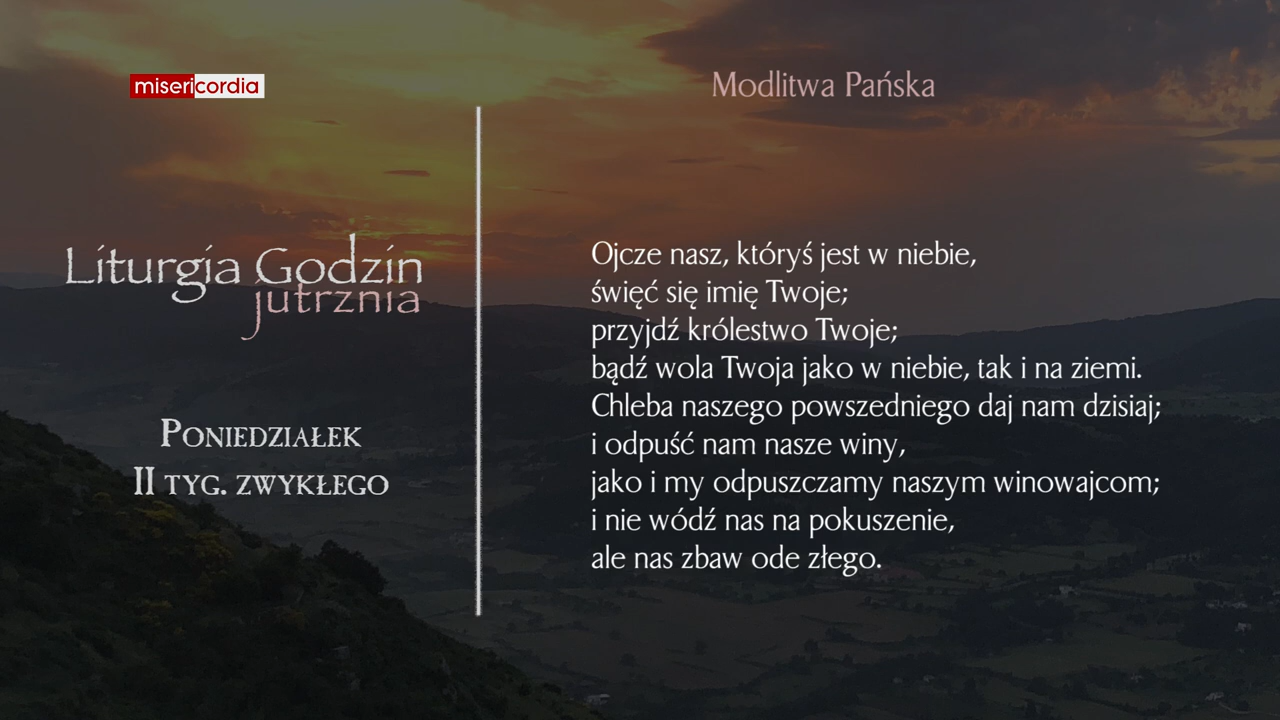 misericordia
Liturgia Godzin
jutrznia
Poniedziałek
II tyg. zwykłego
Modlitwa Pańska
Ojcze nasz, któryś jest w niebie,
święć się imię Twoje;
przyjdź królestwo Twoje;
bądź wola Twoja jako w niebie, tak i na ziemi.
Chleba naszego powszedniego daj nam dzisiaj;
i odpuść nam nasze winy,
jako i my odpuszczamy naszym winowajcom;
i nie wódź nas na pokuszenie,
ale nas zbaw ode złego.